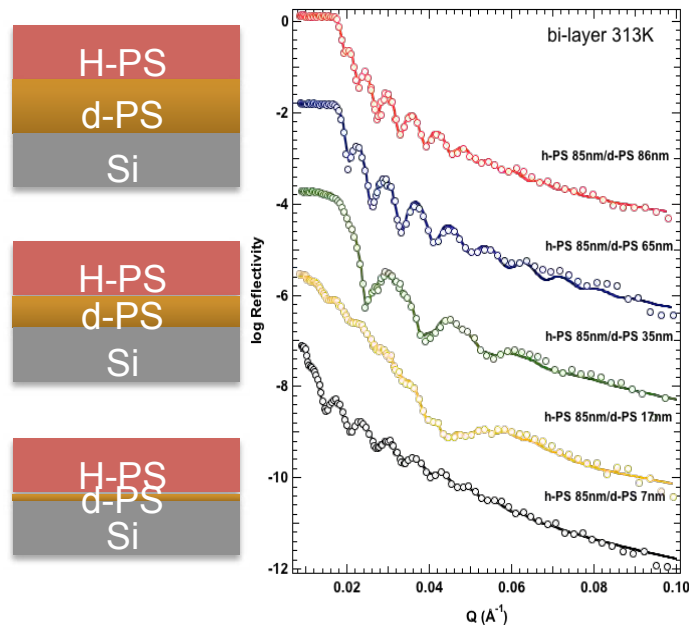 H-PS
d-PS
Si
H-PS
d-PS
Si
H-PS
d-PS
Si
bi-layer 313K
h-PS 85nm/d-PS 86nm
h-PS 85nm/d-PS 65nm
h-PS 85nm/d-PS 35nm
h-PS 85nm/d-PS 17nm
h-PS 85nm/d-PS 7nm
log Reflectivity
0
-2
-4
-6
-8
-10
-12
0.02
0.04
0.06
0.08
0.10
Q (Å⁻¹)